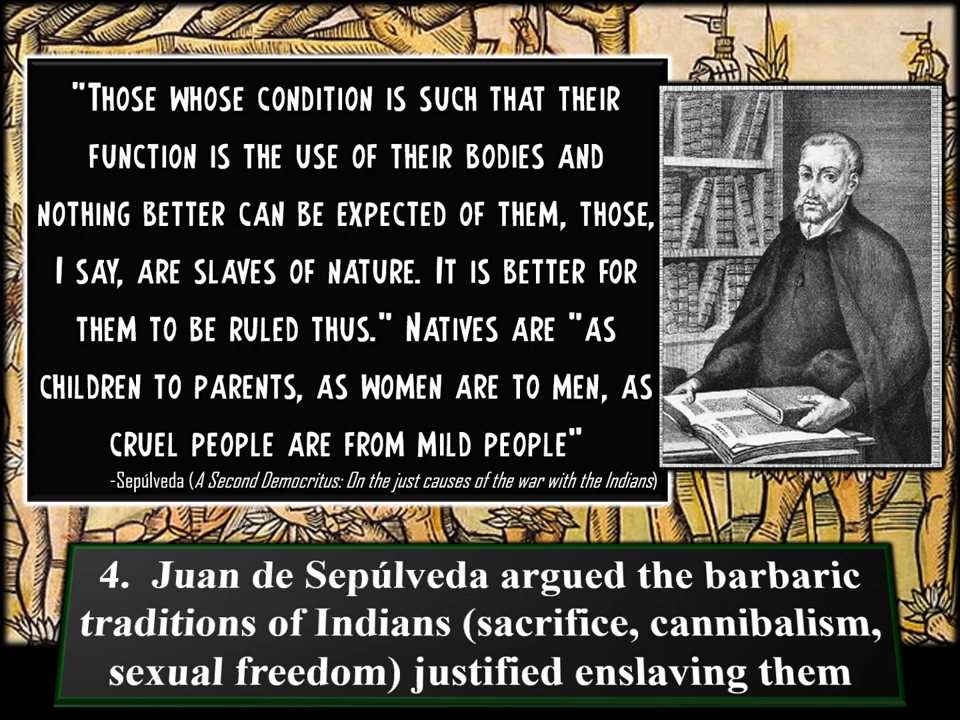 "Those whose condition is such that their
function is the use of their bodies and
nothing better can be expected of them, those,
I say, are slaves of nature. It is better for
them to be ruled thus." Natives are "as
children to parents, as women are to men, as
cruel people are from mild people"
-Sepúlveda (A Second Democritus: On the just causes of the war with the Indians)
4. Juan de Sepúlveda argued the barbaric
traditions of Indians (sacrifice, cannibalism,
sexual freedom) justified enslaving them